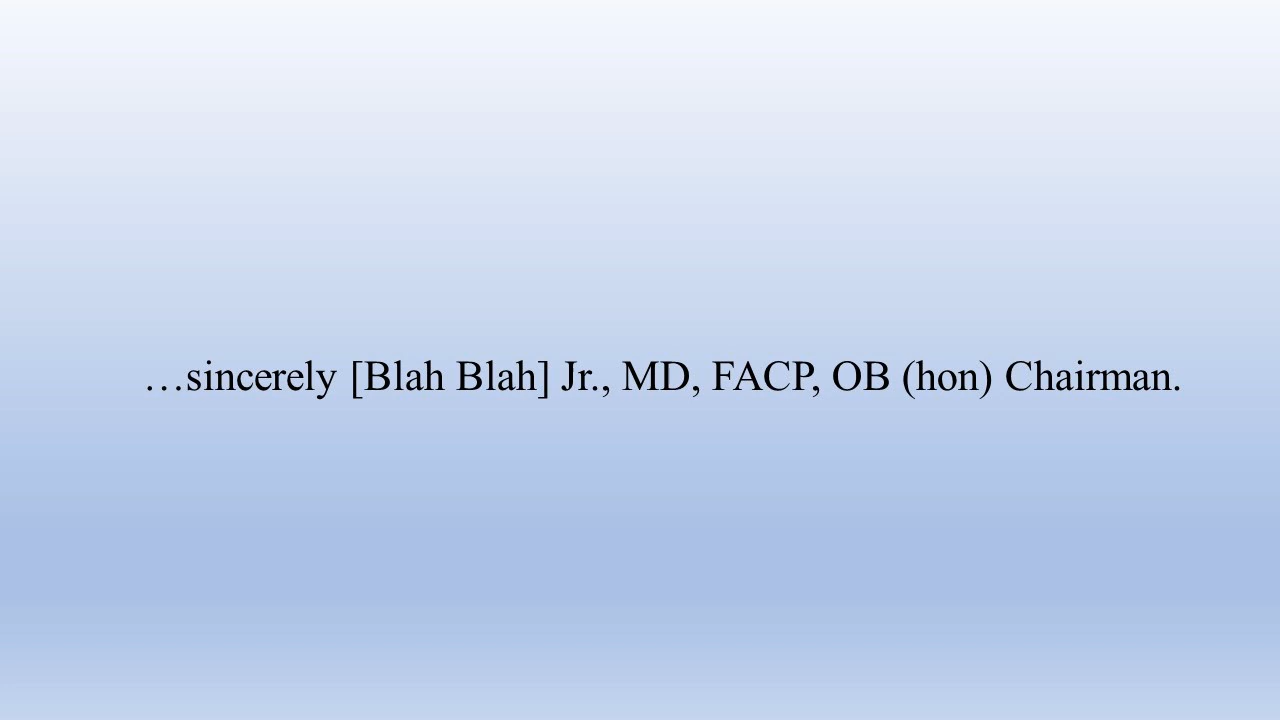 …sincerely [Blah Blah] Jr., MD, FACP, OB (hon) Chairman.